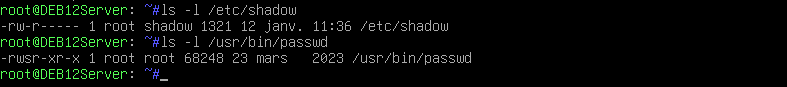 root@DEB12Server: ~#ls -l /etc/shadow
-rw-r----- 1 root shadow 1321 12 janv. 11:36 /etc/shadow
root@DEB12Server: ~#ls -l /usr/bin/passwd
-rwsr-xr-x 1 root root 68248 23 mars   2023 /usr/bin/passwd
root@DEB12Server: ~#_